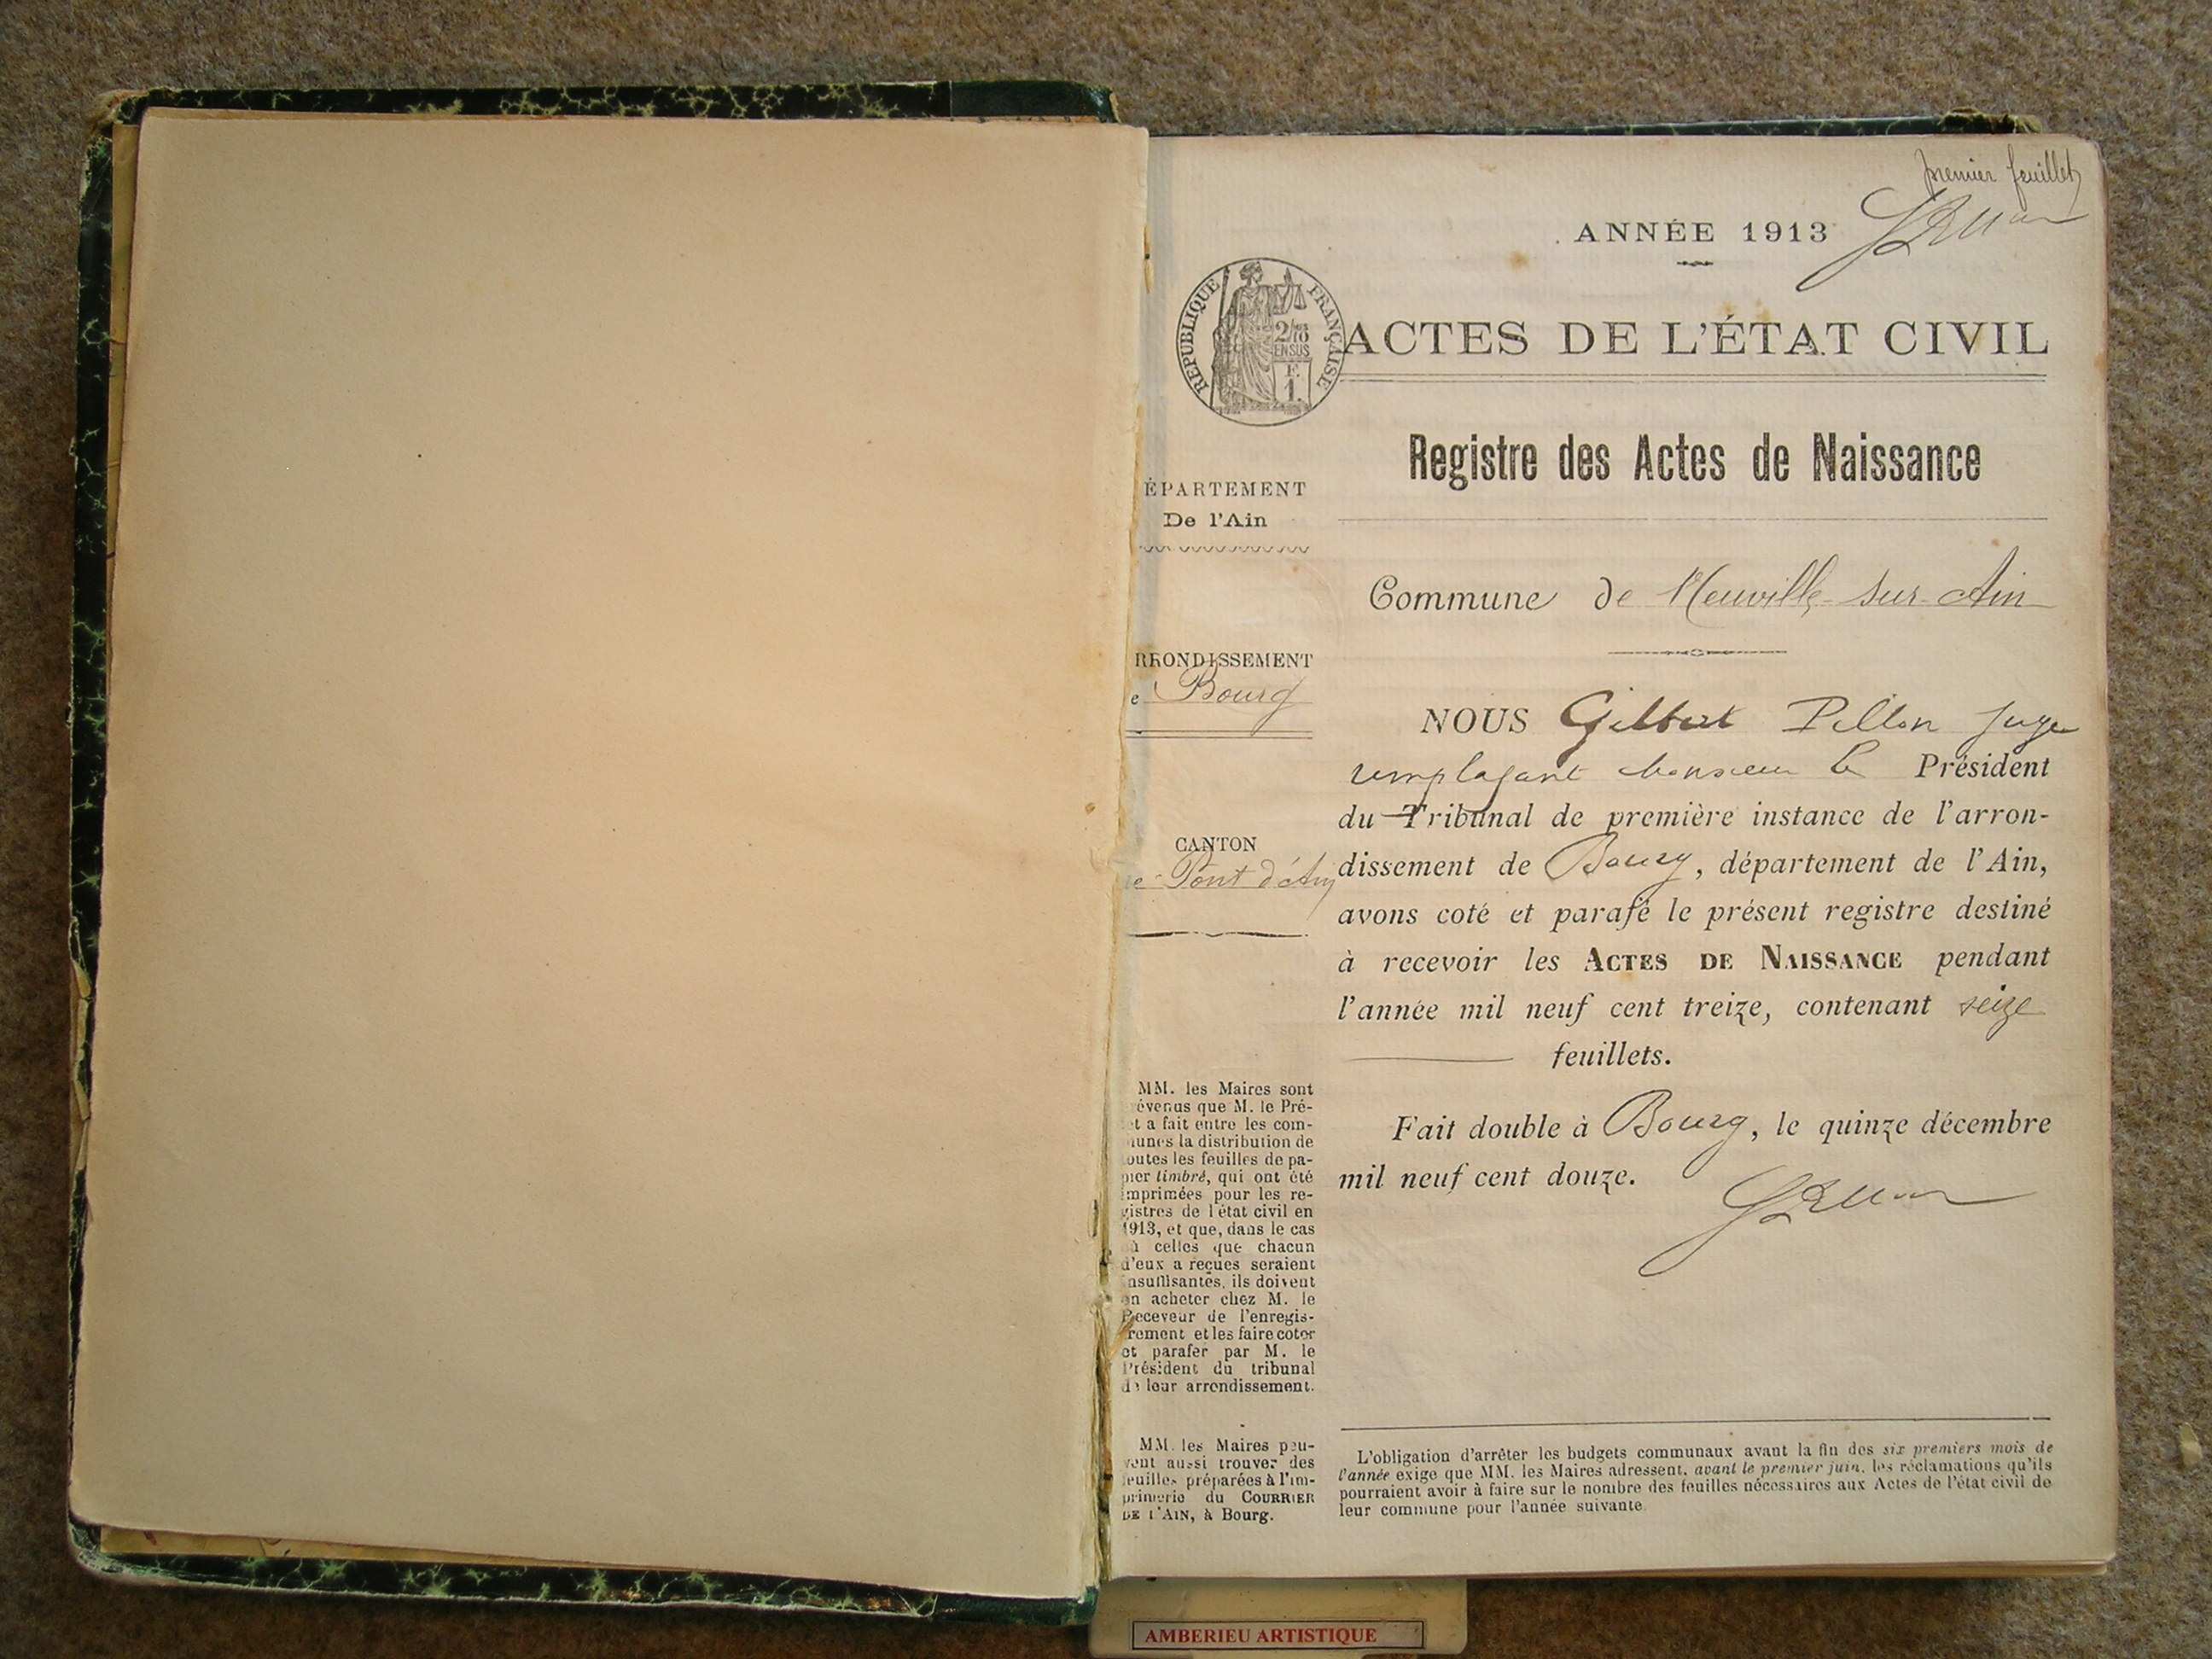 premier feuillet
ANNÉE 1913
RÉPUBLIQUE FRANÇAISE
2/10
EN SUS
F.
1.
ACTES DE L'ÉTAT CIVIL
Registre des Actes de Naissance
ÉPARTEMENT
De l'Ain
Commune de Neuville-sur-Ain
RRONDISSEMENT
e Bourg
CANTON
e Pont d'Ain
NOUS Gilbert Pillon juge
remplaçant monsieur le Président
du Tribunal de première instance de l'arron-
dissement de Bourg, département de l'Ain,
avons coté et parafé le présent registre destiné
à recevoir les ACTES DE NAISSANCE pendant
l'année mil neuf cent treize, contenant seize
feuillets.
Fait double à Bourg, le quinze décembre
mil neuf cent douze.
MM. les Maires sont
évenus que M. le Pré-
t a fait entre les com-
unes la distribution de
outes les feuilles de pa-
pier timbré, qui ont été
imprimées pour les re-
gistres de l'état civil en
1913, et que, dans le cas
ù celles que chacun
d'eux a reçues seraient
insuffisantes, ils doivent
en acheter chez M. le
Receveur de l'enregis-
trement et les faire coter
et parafer par M. le
Président du tribunal
de leur arrondissement.
MM. les Maires peu-
vent aussi trouver des
feuilles préparées à l'im-
primerie du COURRIER
DE L'AIN, à Bourg.
L'obligation d'arrêter les budgets communaux avant la fin des six premiers mois de
l'année exige que MM. les Maires adressent, avant le premier juin, les réclamations qu'ils
pourraient avoir à faire sur le nombre des feuilles nécessaires aux Actes de l'état civil de
leur commune pour l'année suivante
AMBERIEU ARTISTIQUE